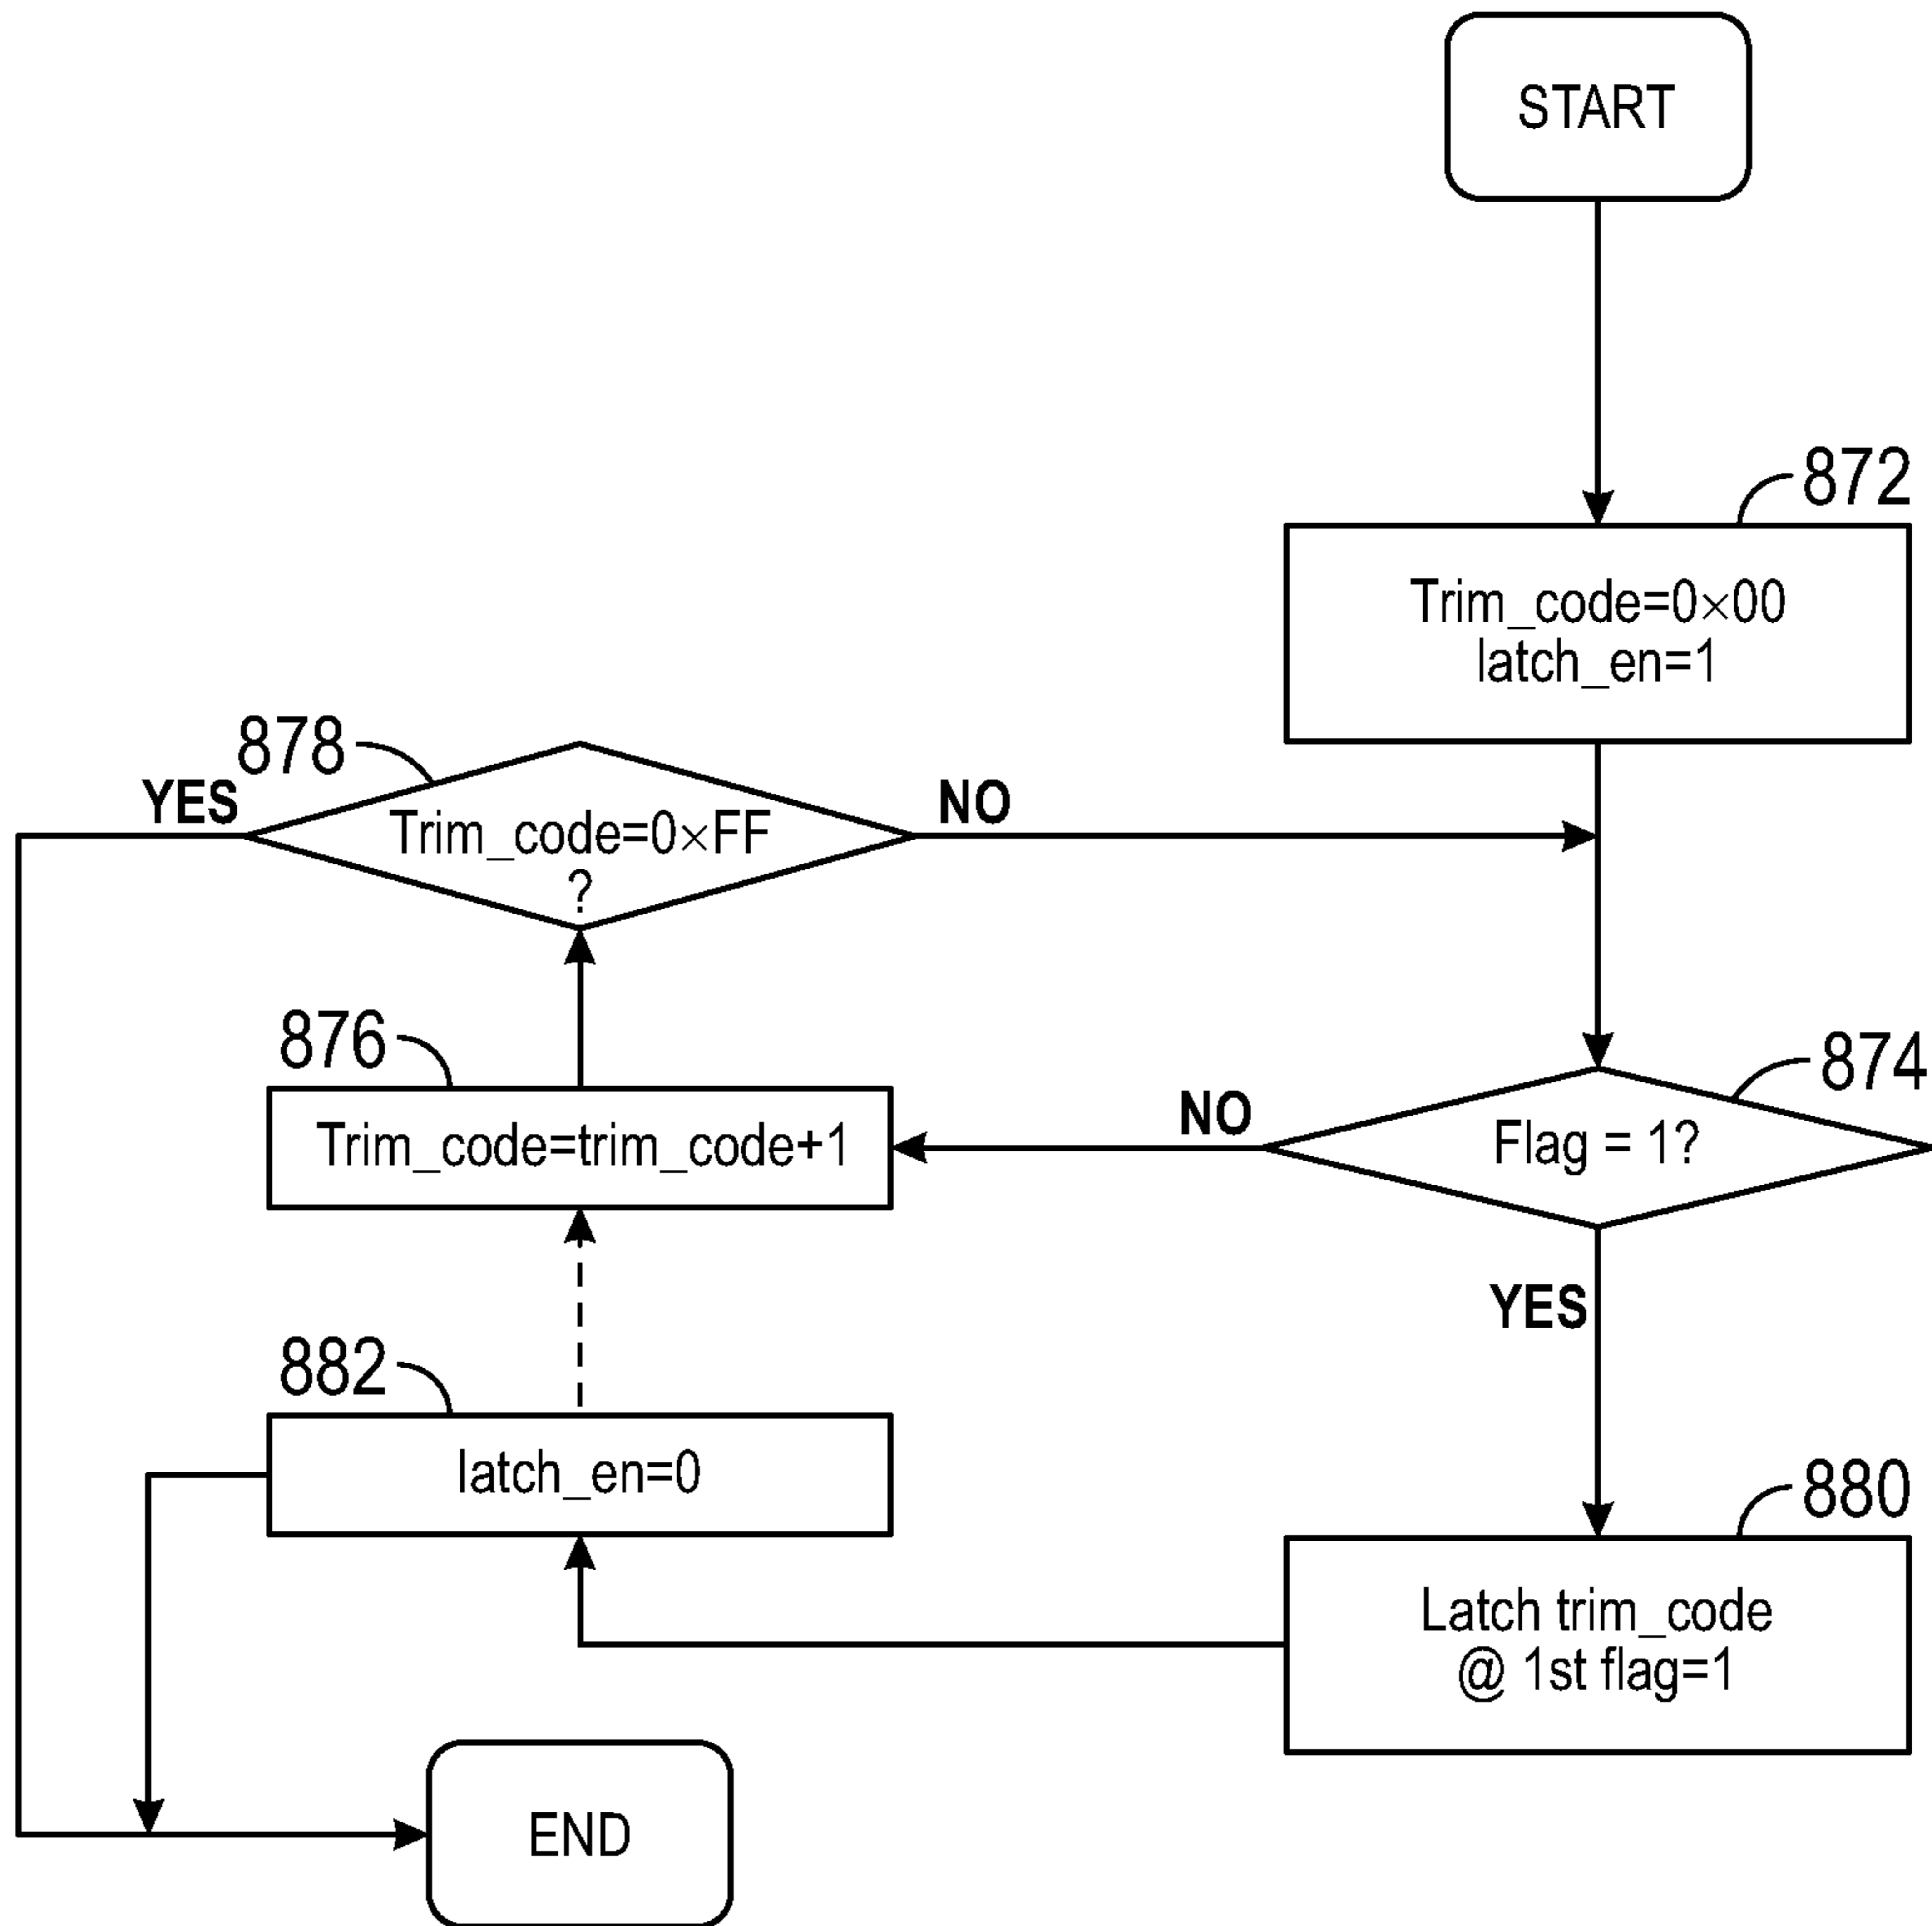 START
872
Trim_code=0×00
latch_en=1
878
YES
NO
Trim_code=0×FF
?
876
874
NO
Trim_code=trim_code+1
Flag = 1?
YES
882
latch_en=0
880
Latch trim_code
@ 1st flag=1
END